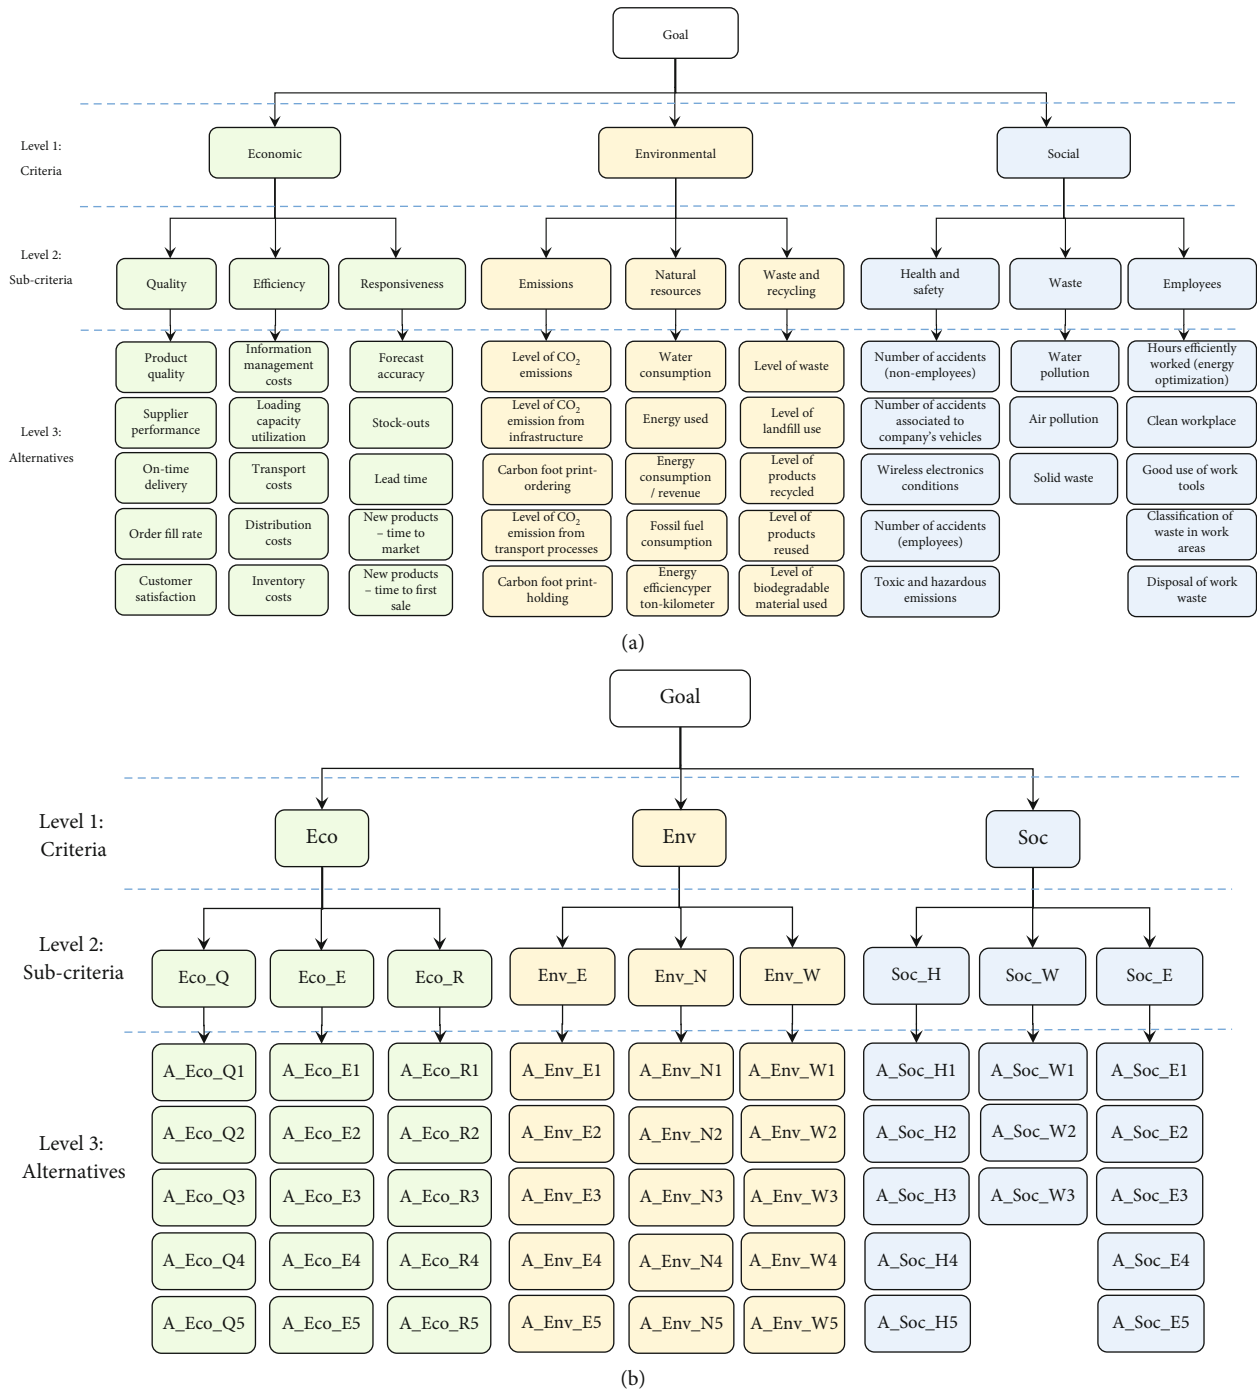 Goal
Level 1:
Criteria
Economic
Environmental
Social
Level 2:
Sub-criteria
Quality
Efficiency
Responsiveness
Emissions
Natural
resources
Waste and
recycling
Health and
safety
Waste
Employees
Level 3:
Alternatives
Product
quality
Information
management
costs
Forecast
accuracy
Level of CO₂
emissions
Water
consumption
Level of waste
Number of accidents
(non-employees)
Water
pollution
Hours efficiently
worked (energy
optimization)
Supplier
performance
Loading
capacity
utilization
Stock-outs
Level of CO₂
emission from
infrastructure
Energy used
Level of
landfill use
Number of accidents
associated to
company's vehicles
Air pollution
Clean workplace
On-time
delivery
Transport
costs
Lead time
Carbon foot print-
ordering
Energy
consumption
/ revenue
Level of
products
recycled
Wireless electronics
conditions
Solid waste
Good use of work
tools
Order fill rate
Distribution
costs
New products
– time to
market
Level of CO₂
emission from
transport processes
Fossil fuel
consumption
Level of
products
reused
Number of accidents
(employees)
Classification of
waste in work
areas
Customer
satisfaction
Inventory
costs
New products
– time to first
sale
Carbon foot print-
holding
Energy
efficiencyper
ton-kilometer
Level of
biodegradable
material used
Toxic and hazardous
emissions
Disposal of work
waste
(a)
Goal
Level 1:
Criteria
Eco
Env
Soc
Level 2:
Sub-criteria
Eco_Q
Eco_E
Eco_R
Env_E
Env_N
Env_W
Soc_H
Soc_W
Soc_E
Level 3:
Alternatives
A_Eco_Q1
A_Eco_E1
A_Eco_R1
A_Env_E1
A_Env_N1
A_Env_W1
A_Soc_H1
A_Soc_W1
A_Soc_E1
A_Eco_Q2
A_Eco_E2
A_Eco_R2
A_Env_E2
A_Env_N2
A_Env_W2
A_Soc_H2
A_Soc_W2
A_Soc_E2
A_Eco_Q3
A_Eco_E3
A_Eco_R3
A_Env_E3
A_Env_N3
A_Env_W3
A_Soc_H3
A_Soc_W3
A_Soc_E3
A_Eco_Q4
A_Eco_E4
A_Eco_R4
A_Env_E4
A_Env_N4
A_Env_W4
A_Soc_H4
A_Soc_E4
A_Eco_Q5
A_Eco_E5
A_Eco_R5
A_Env_E5
A_Env_N5
A_Env_W5
A_Soc_H5
A_Soc_E5
(b)